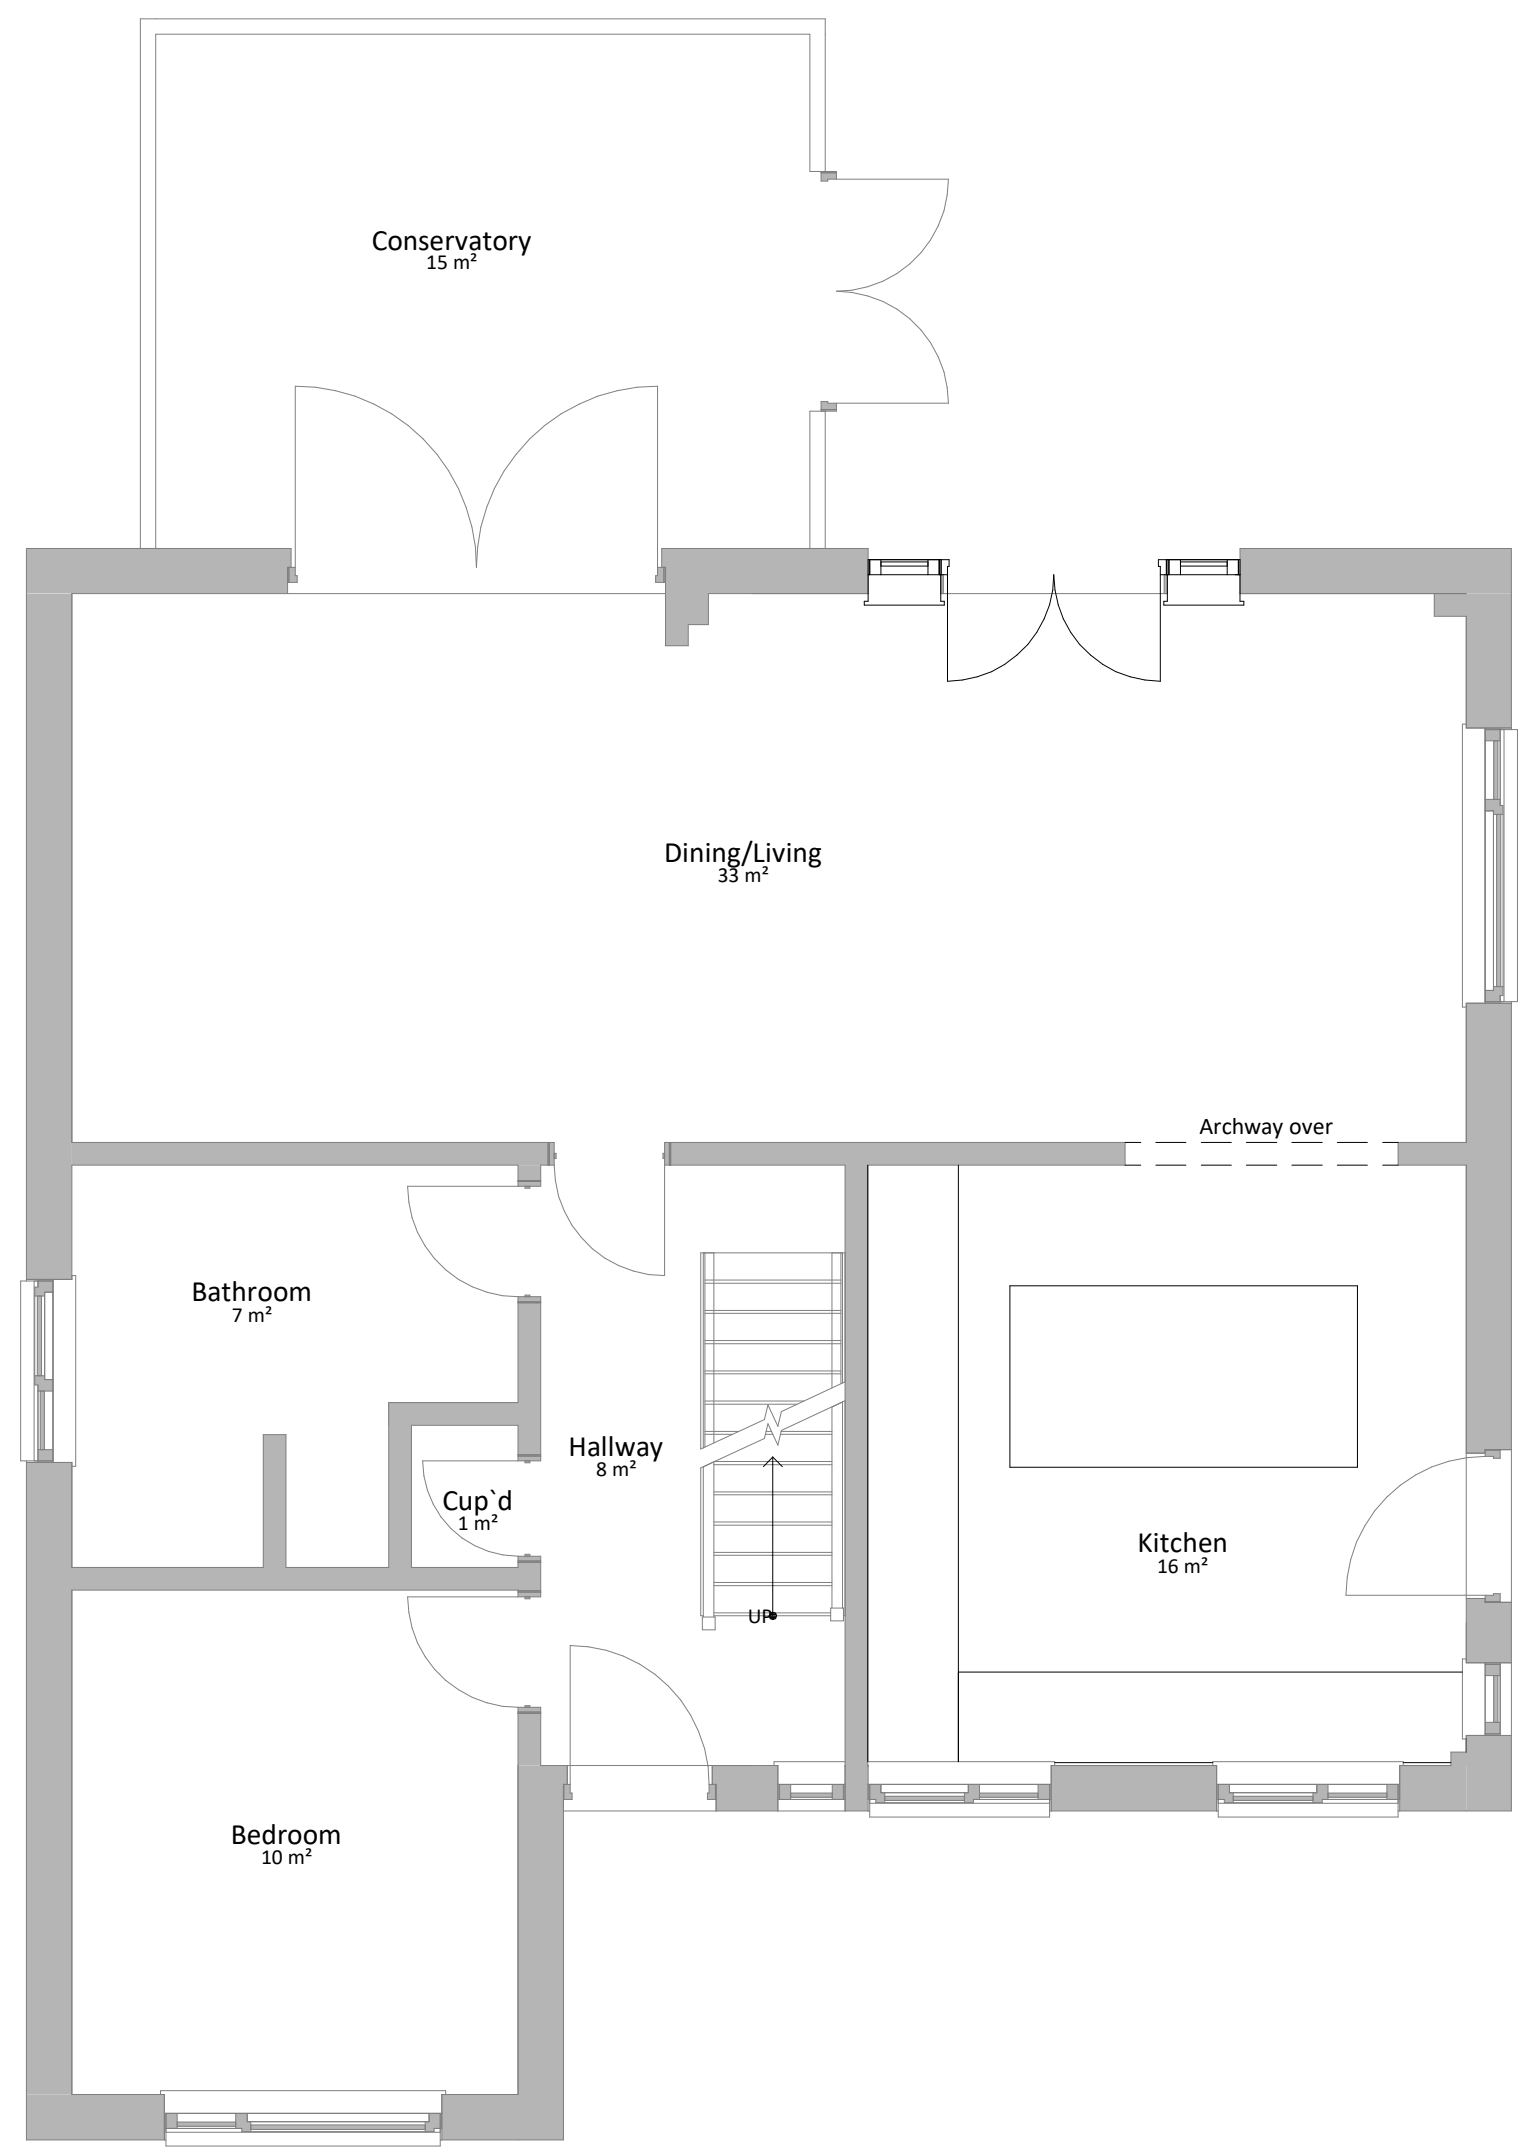 Conservatory
15 m²
Dining/Living
33 m²
Archway over
Bathroom
7 m²
Hallway
8 m²
Cup`d
1 m²
Kitchen
16 m²
UP
Bedroom
10 m²